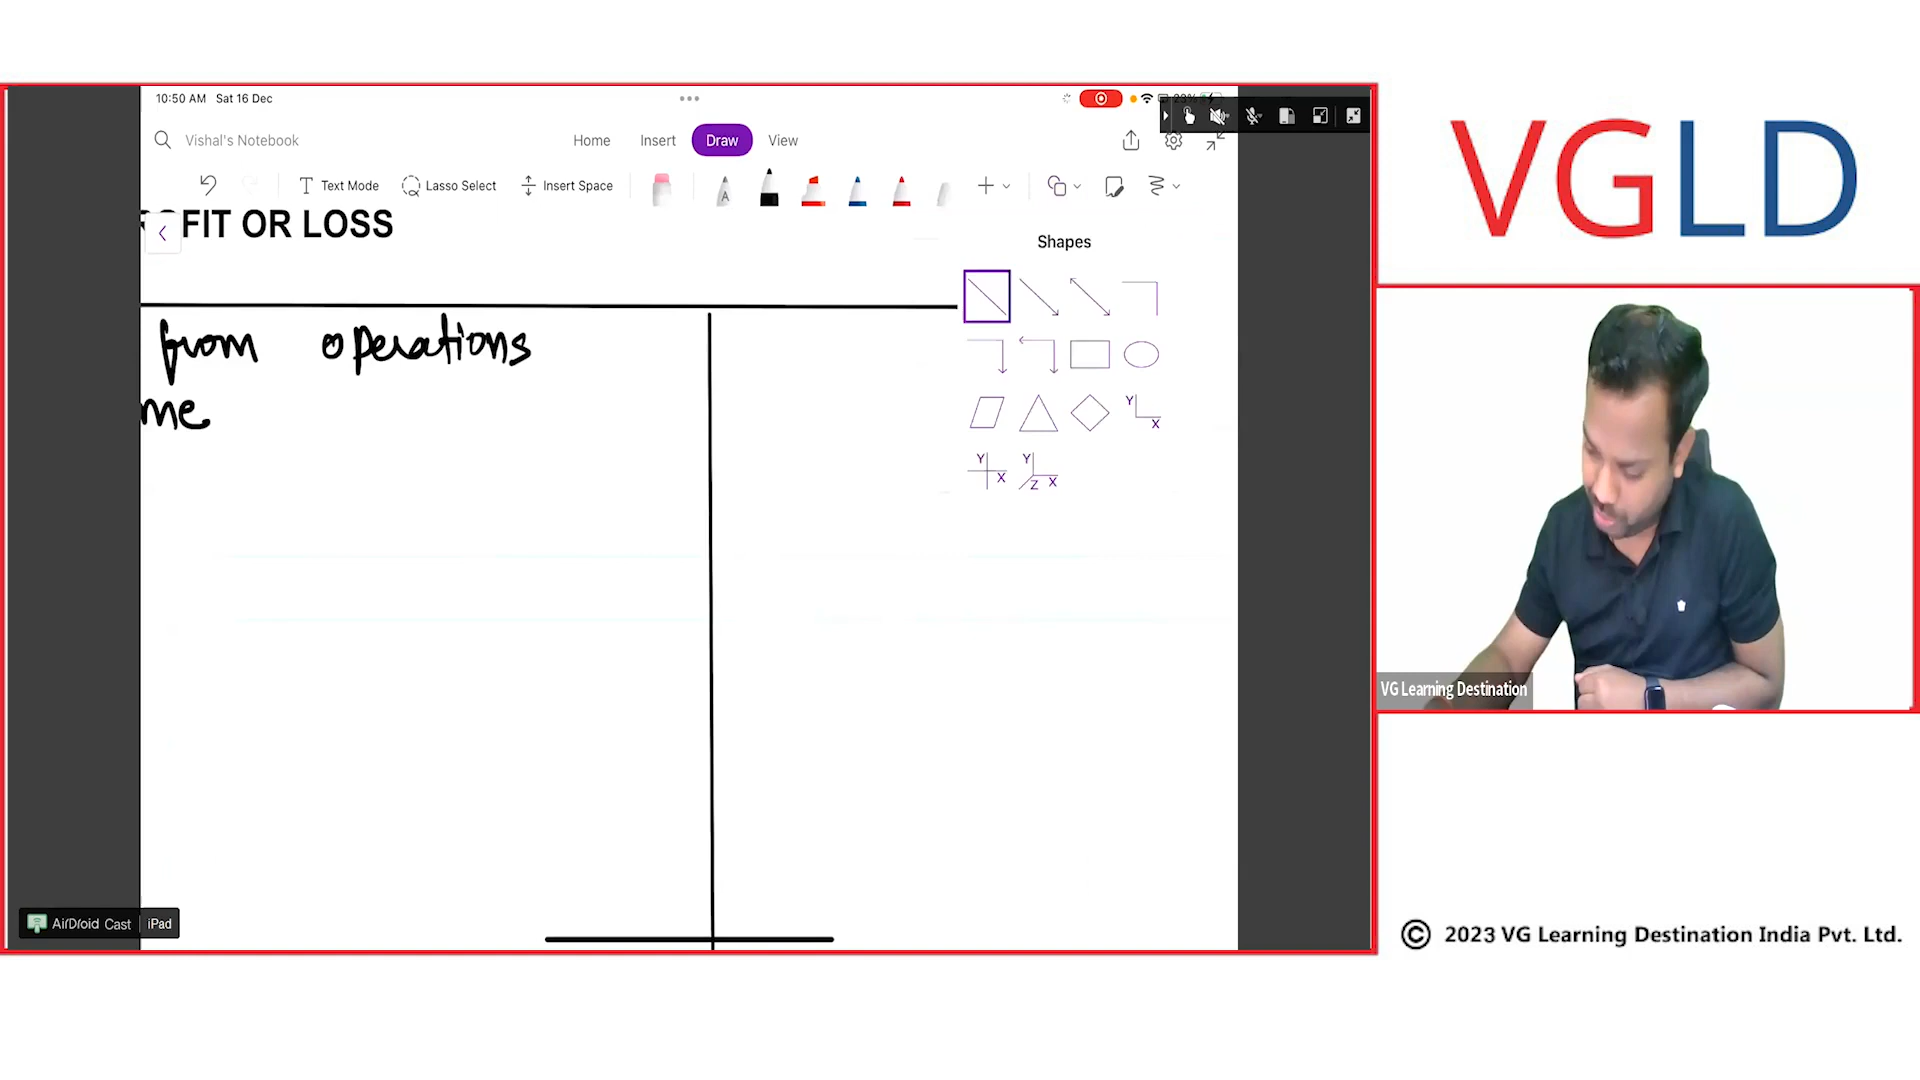 10:50 AM Sat 16 Dec
23%
Vishal's Notebook
Home Insert Draw View
Text Mode Lasso Select Insert Space
A
FIT OR LOSS
Shapes
from operations
me
Y
X
Y
X
Y
Z X
VGLD
VG Learning Destination
AirDroid Cast iPad
© 2023 VG Learning Destination India Pvt. Ltd.